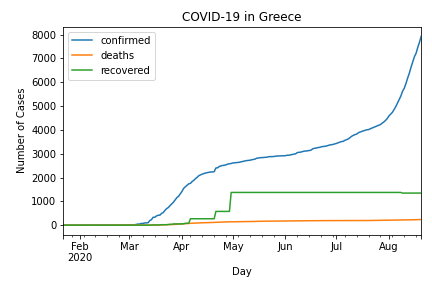 COVID-19 in Greece
confirmed
deaths
recovered
Number of Cases
8000
7000
6000
5000
4000
3000
2000
1000
0
Feb Mar Apr May Jun Jul Aug
2020
Day